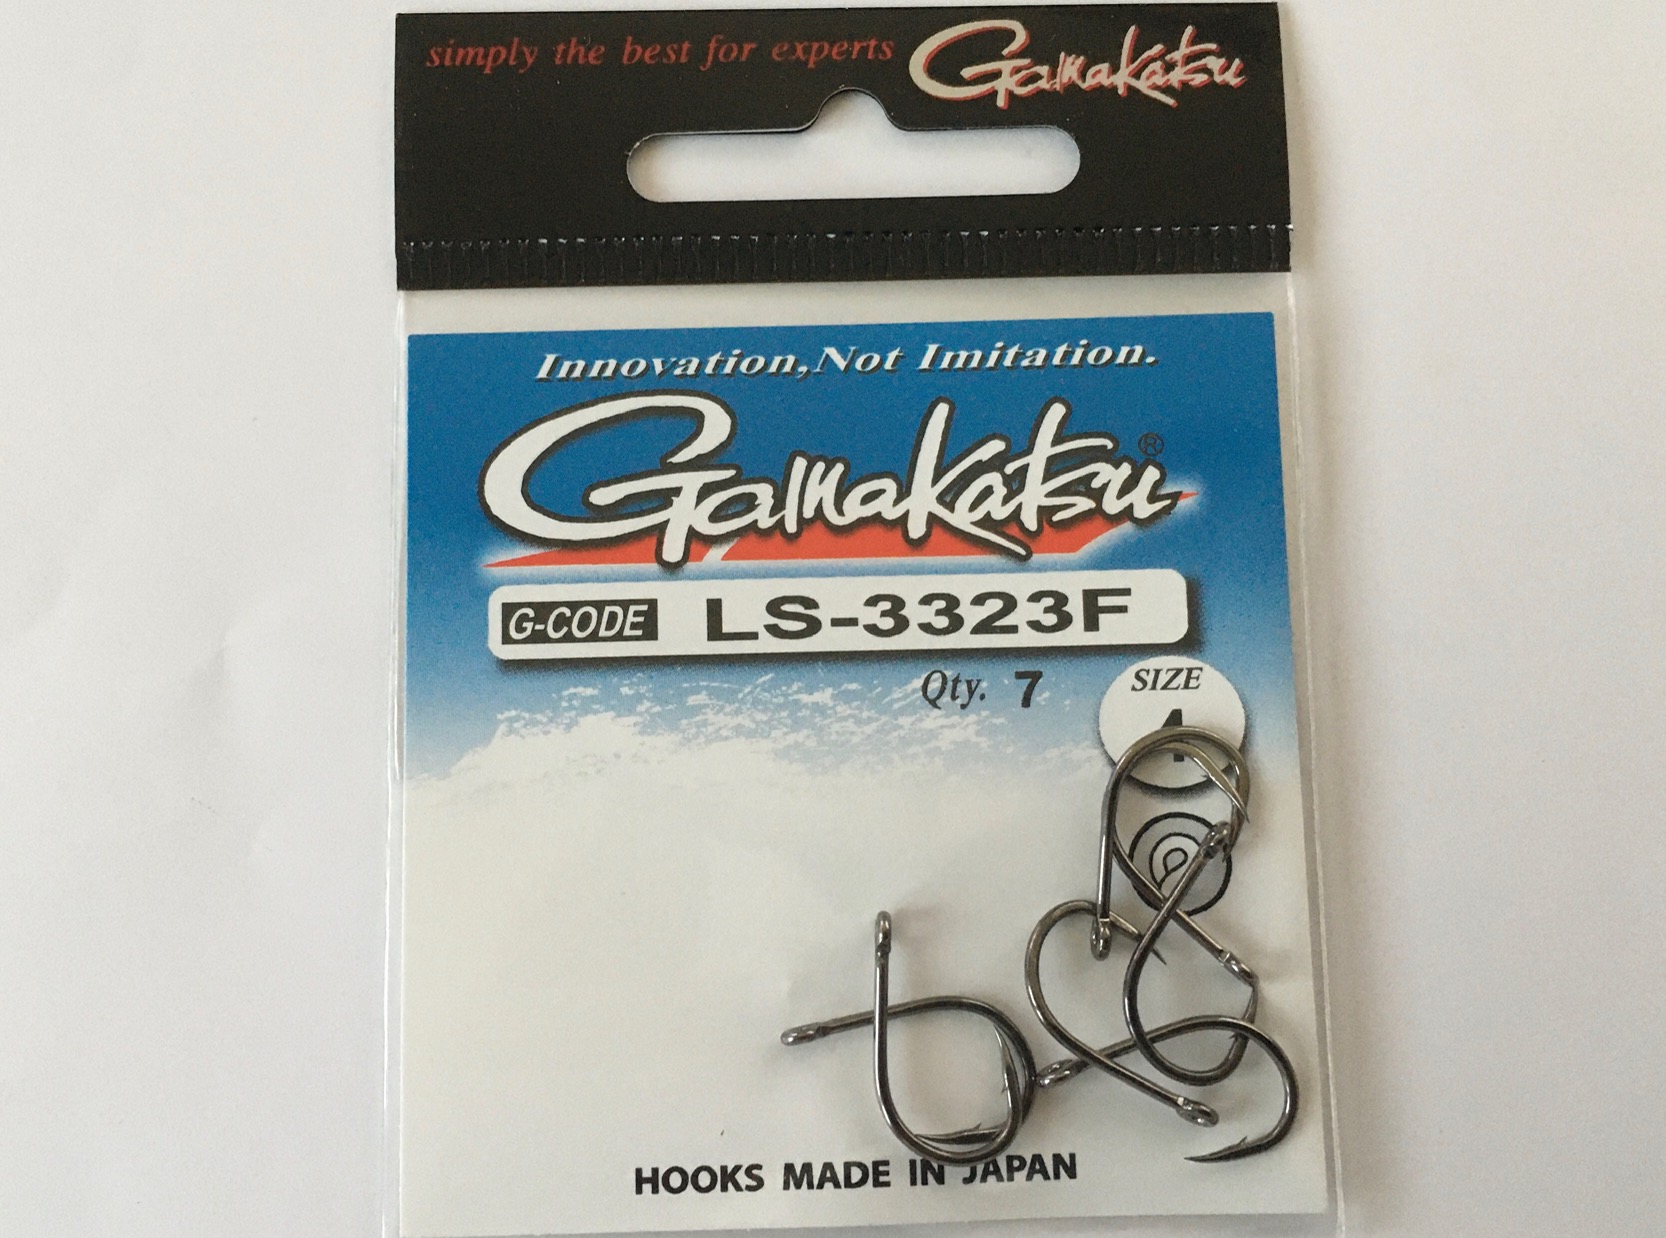 simply the best for experts Gamakatsu
Innovation, Not Imitation.
Gamakatsu®
G-CODE LS-3323F
Qty. 7
SIZE
HOOKS MADE IN JAPAN